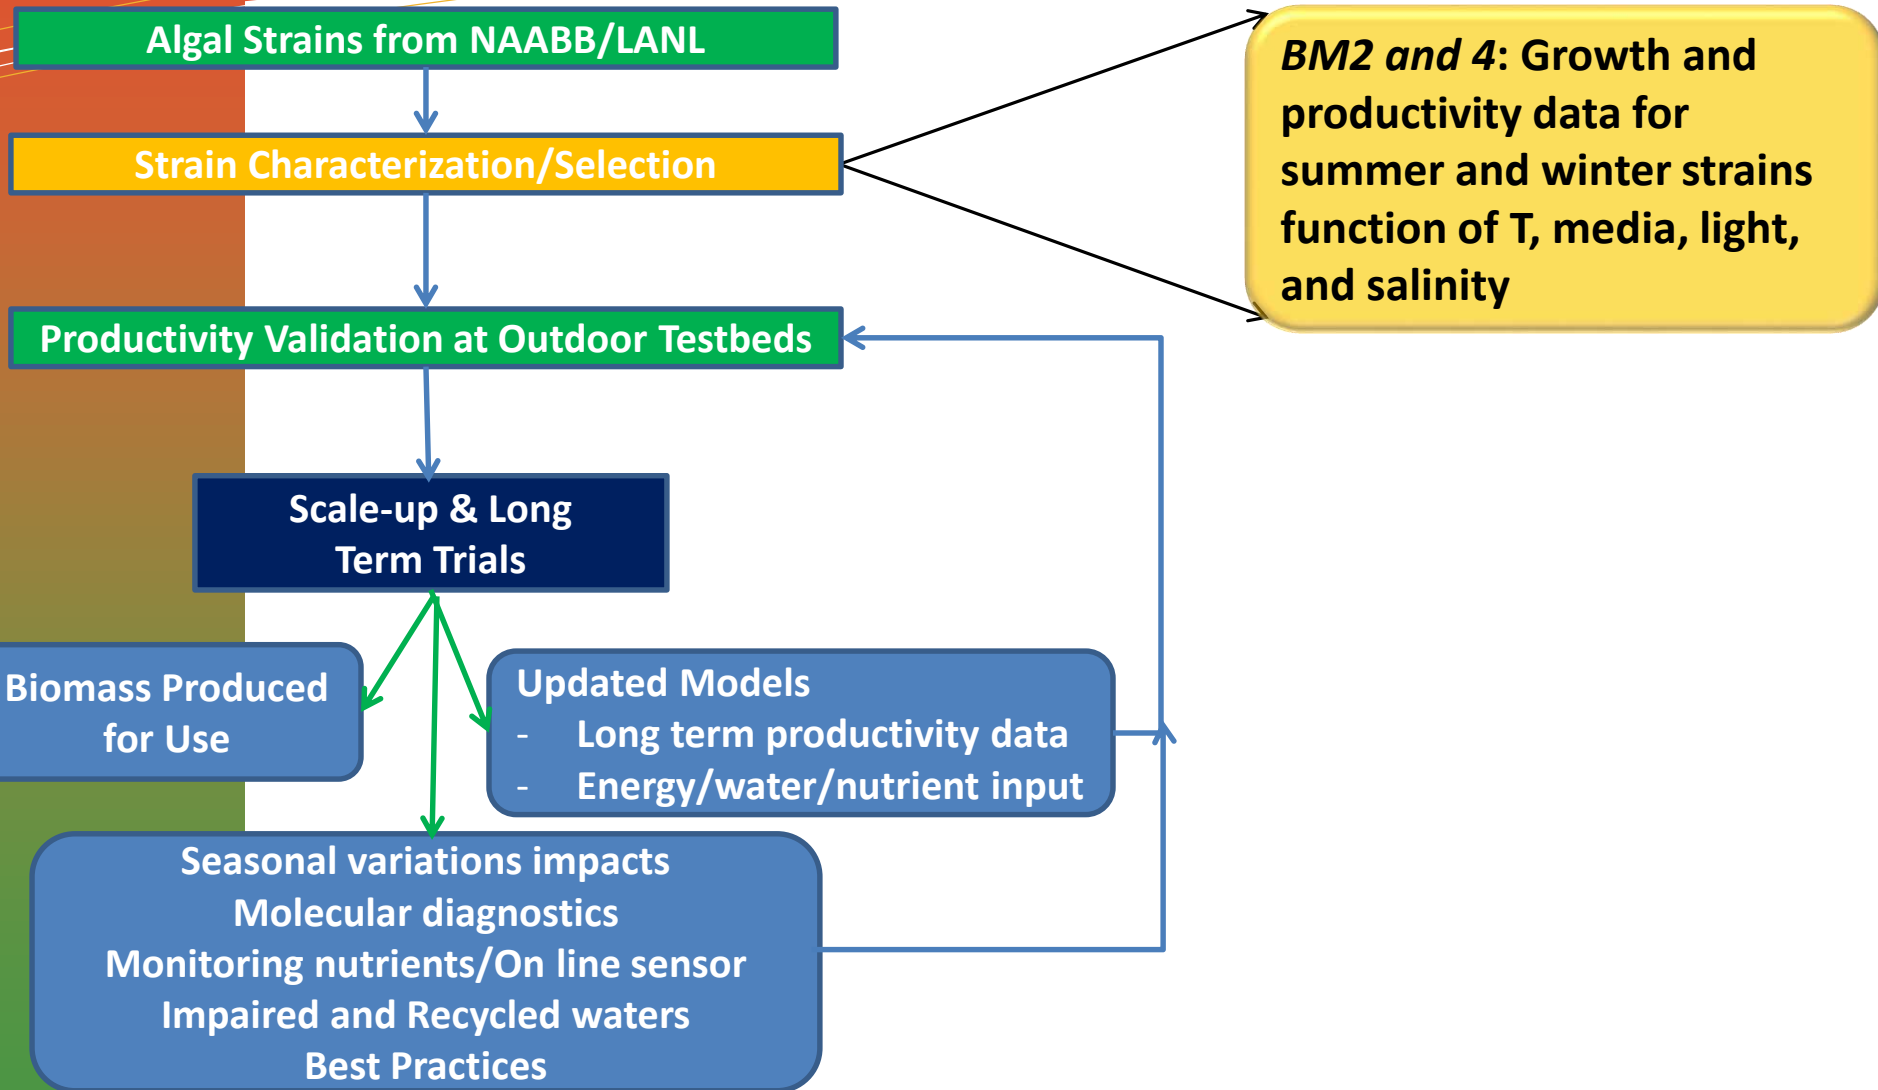 Algal Strains from NAABB/LANL
Strain Characterization/Selection
BM2 and 4: Growth and
productivity data for
summer and winter strains
function of T, media, light,
and salinity
Productivity Validation at Outdoor Testbeds
Scale-up & Long
Term Trials
Biomass Produced
for Use
Updated Models
- Long term productivity data
- Energy/water/nutrient input
Seasonal variations impacts
Molecular diagnostics
Monitoring nutrients/On line sensor
Impaired and Recycled waters
Best Practices